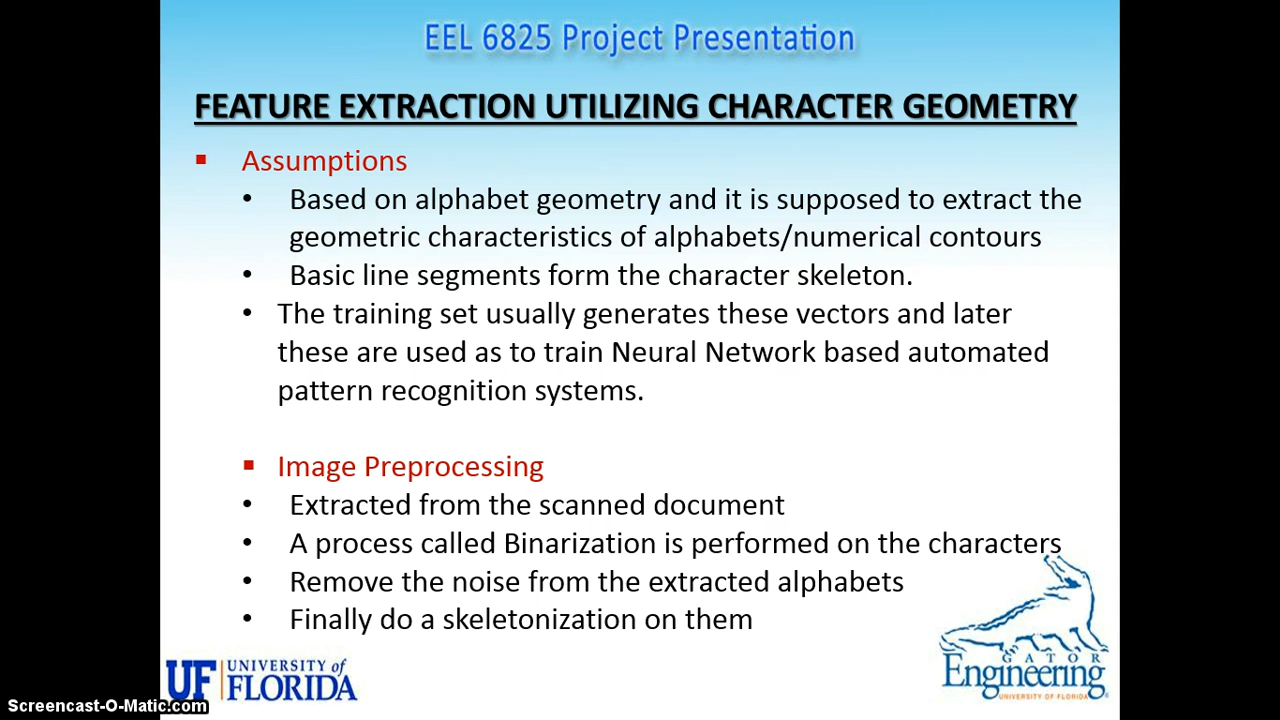 EEL 6825 Project Presentation
FEATURE EXTRACTION UTILIZING CHARACTER GEOMETRY
▪ Assumptions
• Based on alphabet geometry and it is supposed to extract the
geometric characteristics of alphabets/numerical contours
• Basic line segments form the character skeleton.
• The training set usually generates these vectors and later
these are used as to train Neural Network based automated
pattern recognition systems.
▪ Image Preprocessing
• Extracted from the scanned document
• A process called Binarization is performed on the characters
• Remove the noise from the extracted alphabets
• Finally do a skeletonization on them
UF UNIVERSITY of
FLORIDA
GATOR
Engineering
UNIVERSITY OF FLORIDA
Screencast-O-Matic.com